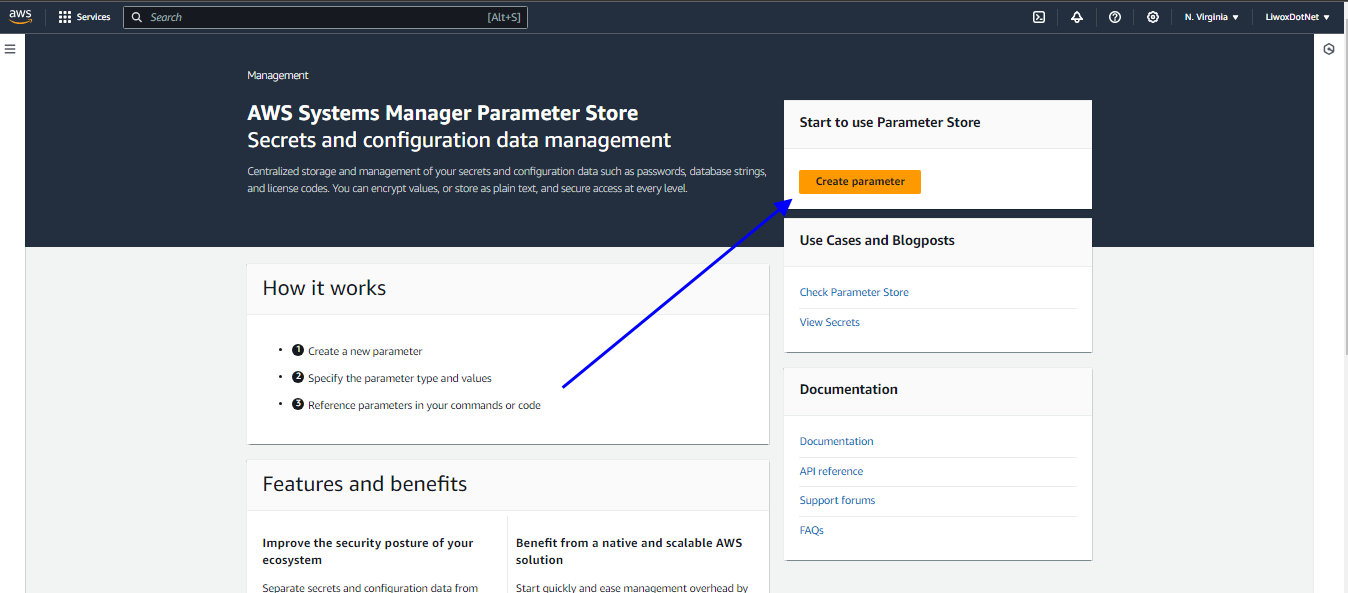 aws
Services
Search
[Alt+S]
N. Virginia
LiwoxDotNet
Management
AWS Systems Manager Parameter Store
Secrets and configuration data management
Centralized storage and management of your secrets and configuration data such as passwords, database strings,
and license codes. You can encrypt values, or store as plain text, and secure access at every level.
Start to use Parameter Store
Create parameter
Use Cases and Blogposts
Check Parameter Store
View Secrets
How it works
1 Create a new parameter
2 Specify the parameter type and values
3 Reference parameters in your commands or code
Documentation
Documentation
API reference
Support forums
FAQs
Features and benefits
Improve the security posture of your
ecosystem
Separate secrets and configuration data from
Benefit from a native and scalable AWS
solution
Start quickly and ease management overhead by